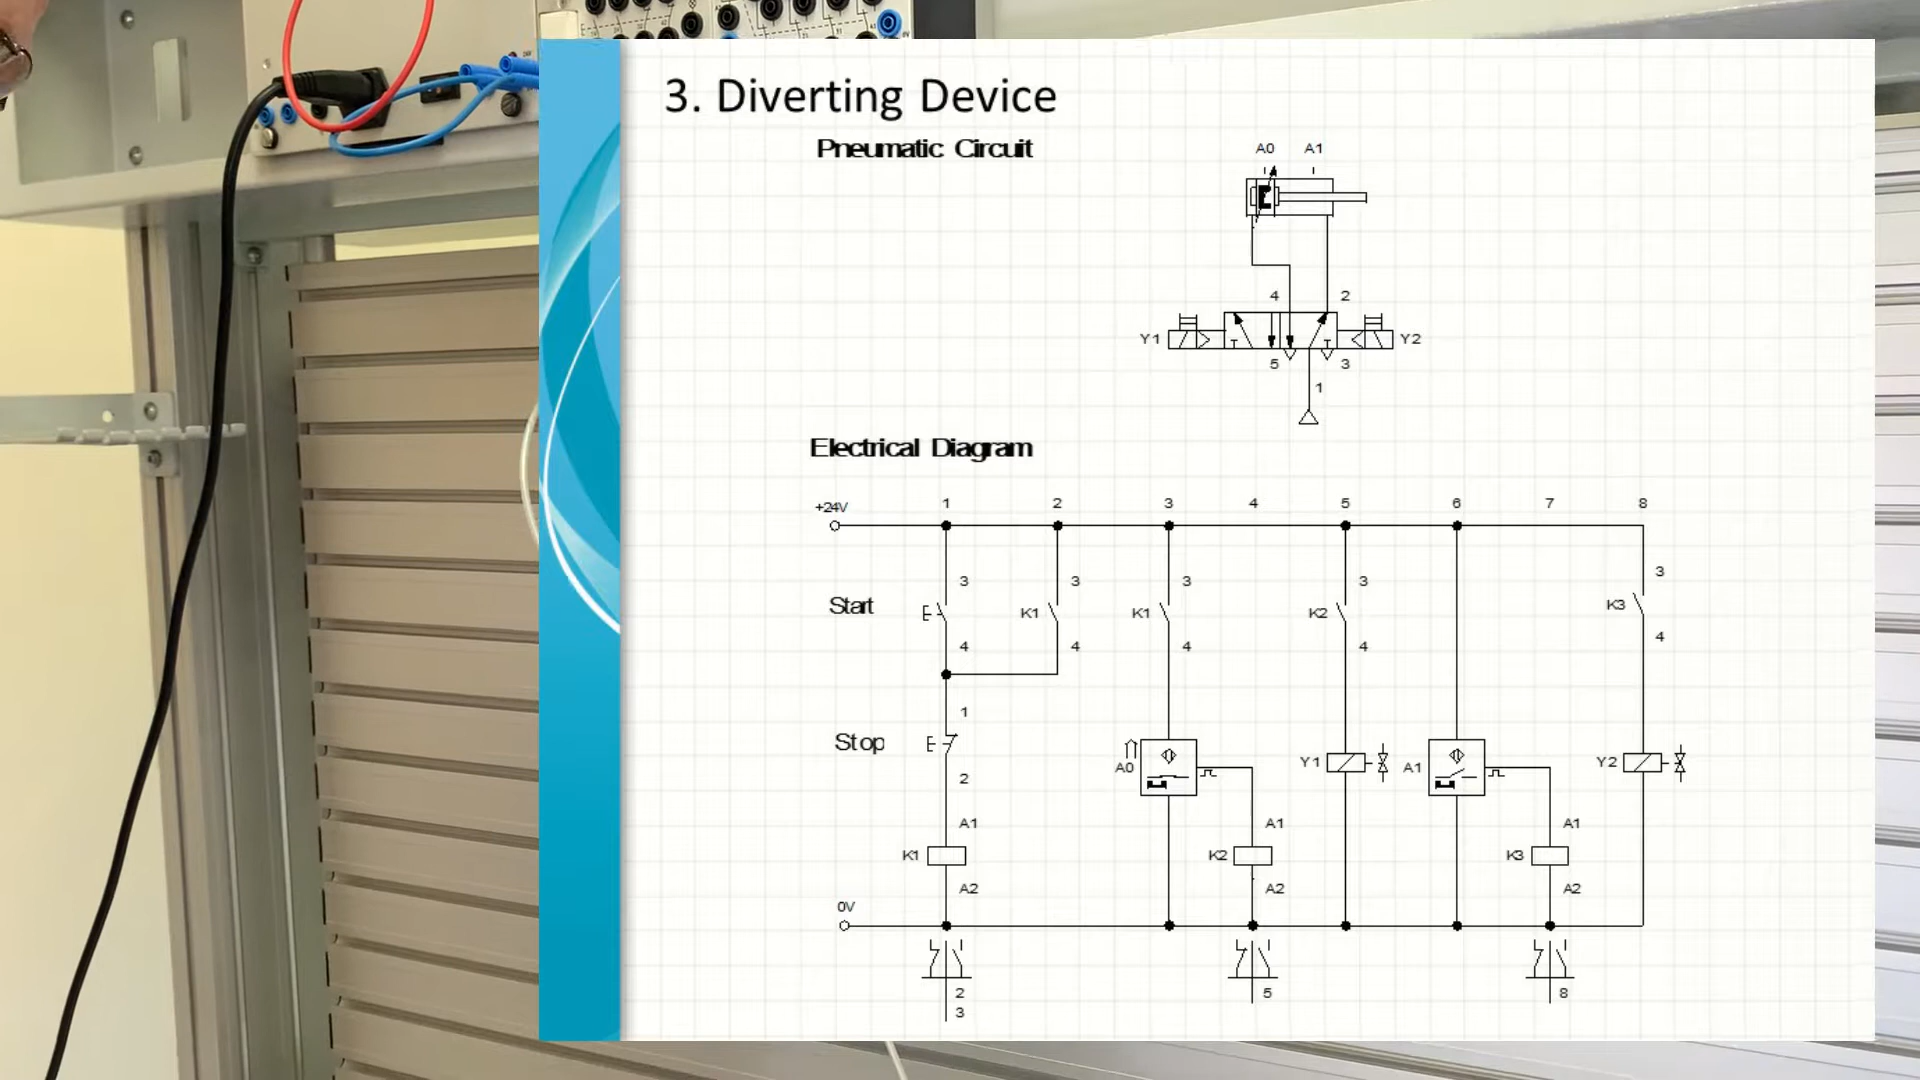 3. Diverting Device
Pneumatic Circuit
A0 A1
4 2
Y1 Y2
5 3
1
Electrical Diagram
+24V 1 2 3 4 5 6 7 8
3 3 3 3 3
Start K1 K1 K2 K3
4 4 4 4 4
1
Stop
A0 Y1 A1 Y2
2
A1 A1 A1
K1 K2 K3
A2 A2 A2
0V
2 5 8
3